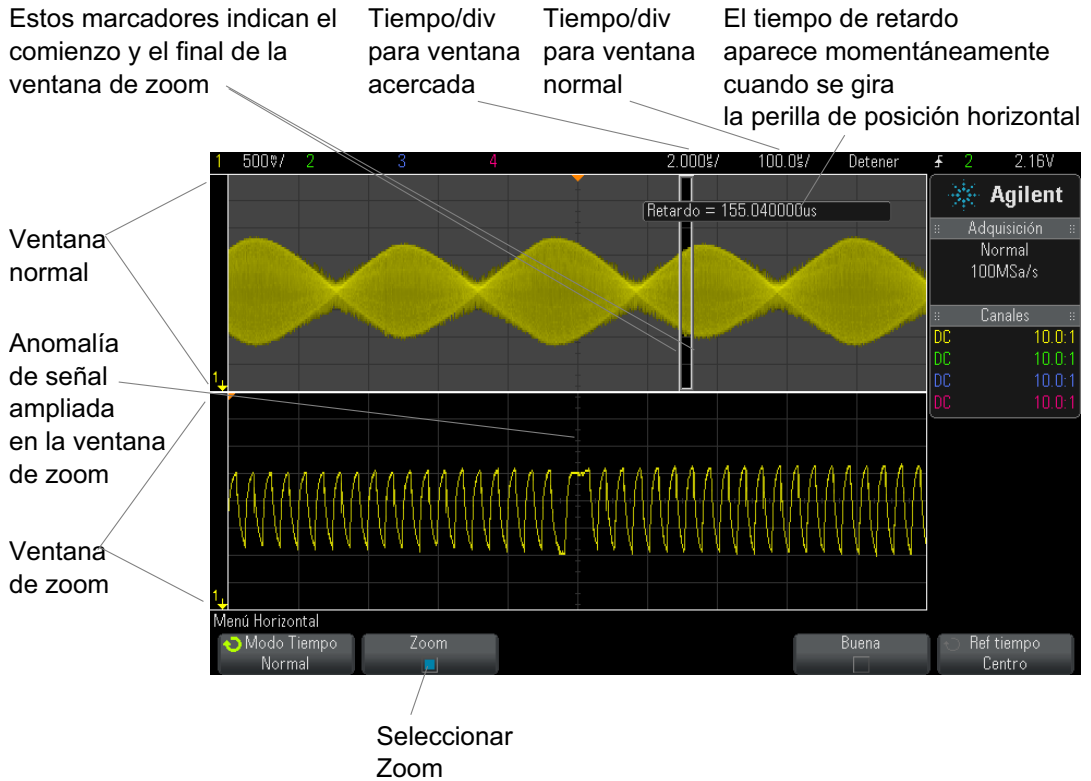 Estos marcadores indican el
comienzo y el final de la
ventana de zoom
Tiempo/div
para ventana
acercada
Tiempo/div
para ventana
normal
El tiempo de retardo
aparece momentáneamente
cuando se gira
la perilla de posición horizontal
1 500㎷/ 2 3 4 2.000㎲/ 100.0㎲/ Detener 2 2.16V
Retardo = 155.040000us
Agilent
Adquisición
Normal
100MSa/s
Canales
DC 10.0:1
DC 10.0:1
DC 10.0:1
DC 10.0:1
Ventana
normal
1
Anomalía
de señal
ampliada
en la ventana
de zoom
Ventana
de zoom
1
Menú Horizontal
Modo Tiempo
Normal
Zoom
Buena
Ref tiempo
Centro
Seleccionar
Zoom